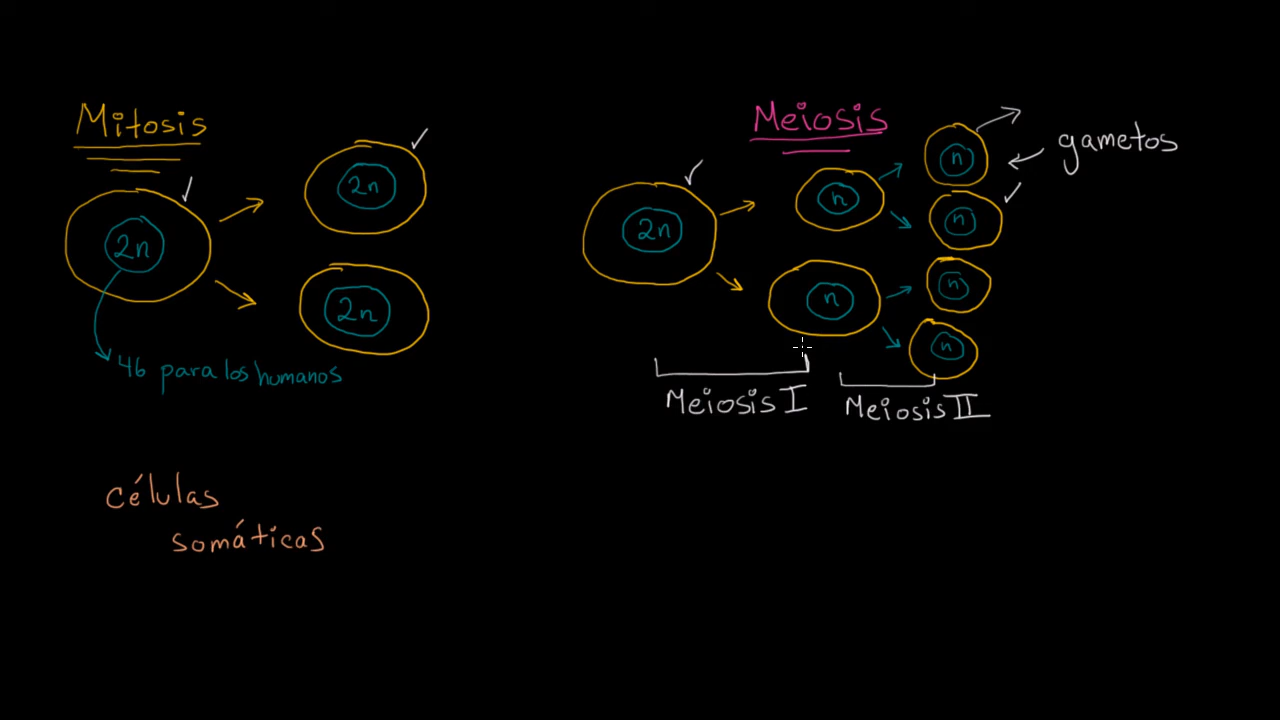 Mitosis
2n
2n
2n
46 para los humanos
células
somáticas
Meiosis
2n
n
n
n
n
n
n
gametos
Meiosis I
Meiosis II